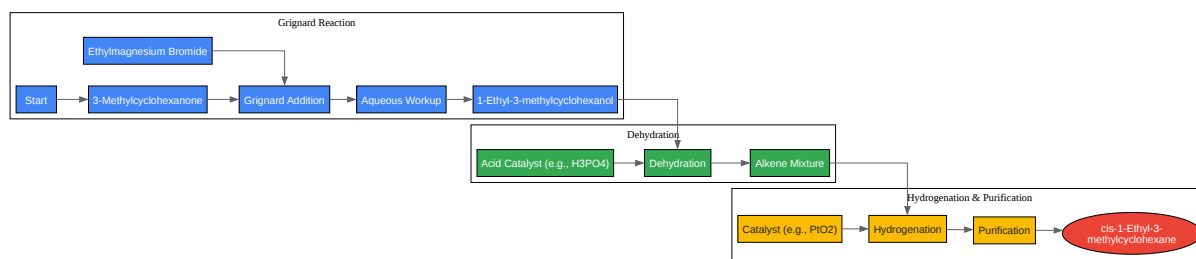 Grignard Reaction
Ethylmagnesium Bromide
Start
3-Methylcyclohexanone
Grignard Addition
Aqueous Workup
1-Ethyl-3-methylcyclohexanol
Dehydration
Acid Catalyst (e.g., H3PO4)
Dehydration
Alkene Mixture
Hydrogenation & Purification
Catalyst (e.g., PtO2)
Hydrogenation
Purification
cis-1-Ethyl-3-
methylcyclohexane